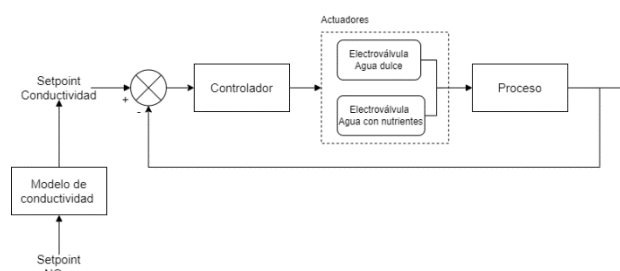 Actuadores
Electroválvula
Agua dulce
Setpoint
Conductividad
+
-
Controlador
Proceso
Electroválvula
Agua con nutrientes
Modelo de
conductividad
Setpoint